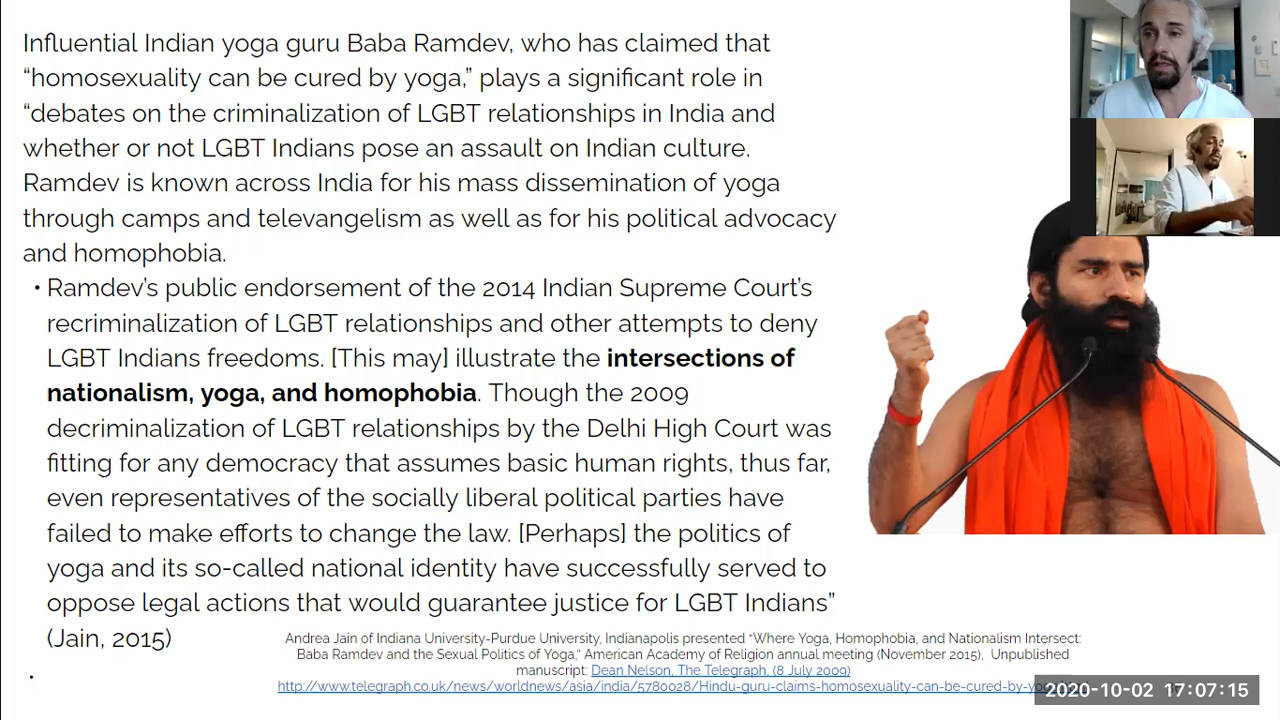 Influential Indian yoga guru Baba Ramdev, who has claimed that
“homosexuality can be cured by yoga,” plays a significant role in
“debates on the criminalization of LGBT relationships in India and
whether or not LGBT Indians pose an assault on Indian culture.
Ramdev is known across India for his mass dissemination of yoga
through camps and televangelism as well as for his political advocacy
and homophobia.
• Ramdev’s public endorsement of the 2014 Indian Supreme Court’s
recriminalization of LGBT relationships and other attempts to deny
LGBT Indians freedoms. [This may] illustrate the intersections of
nationalism, yoga, and homophobia. Though the 2009
decriminalization of LGBT relationships by the Delhi High Court was
fitting for any democracy that assumes basic human rights, thus far,
even representatives of the socially liberal political parties have
failed to make efforts to change the law. [Perhaps] the politics of
yoga and its so-called national identity have successfully served to
oppose legal actions that would guarantee justice for LGBT Indians”
(Jain, 2015)
Andrea Jain of Indiana University-Purdue University, Indianapolis presented “Where Yoga, Homophobia, and Nationalism Intersect:
Baba Ramdev and the Sexual Politics of Yoga,” American Academy of Religion annual meeting (November 2015), Unpublished
manuscript; Dean Nelson, The Telegraph, (8 July 2009)
http://www.telegraph.co.uk/news/worldnews/asia/india/5780028/Hindu-guru-claims-homosexuality-can-be-cured-by-yo
2020-10-02 17:07:15